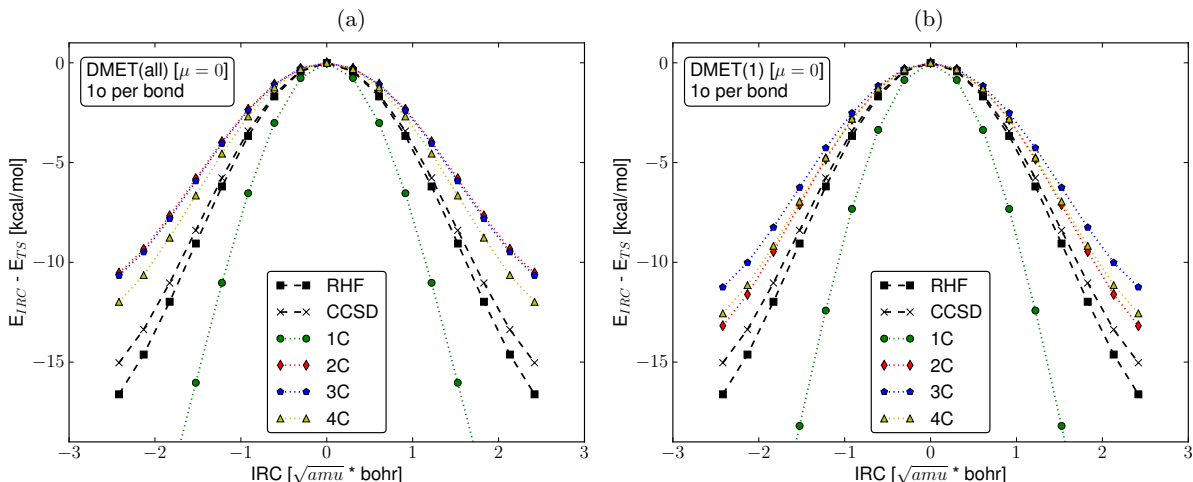 (a)
DMET(all) [μ = 0]
1o per bond
E_IRC - E_TS [kcal/mol]
0
−5
−10
−15
RHF
CCSD
1C
2C
3C
4C
−3 −2 −1 0 1 2 3
IRC [√amu * bohr]
(b)
DMET(1) [μ = 0]
1o per bond
E_IRC - E_TS [kcal/mol]
0
−5
−10
−15
RHF
CCSD
1C
2C
3C
4C
−3 −2 −1 0 1 2 3
IRC [√amu * bohr]